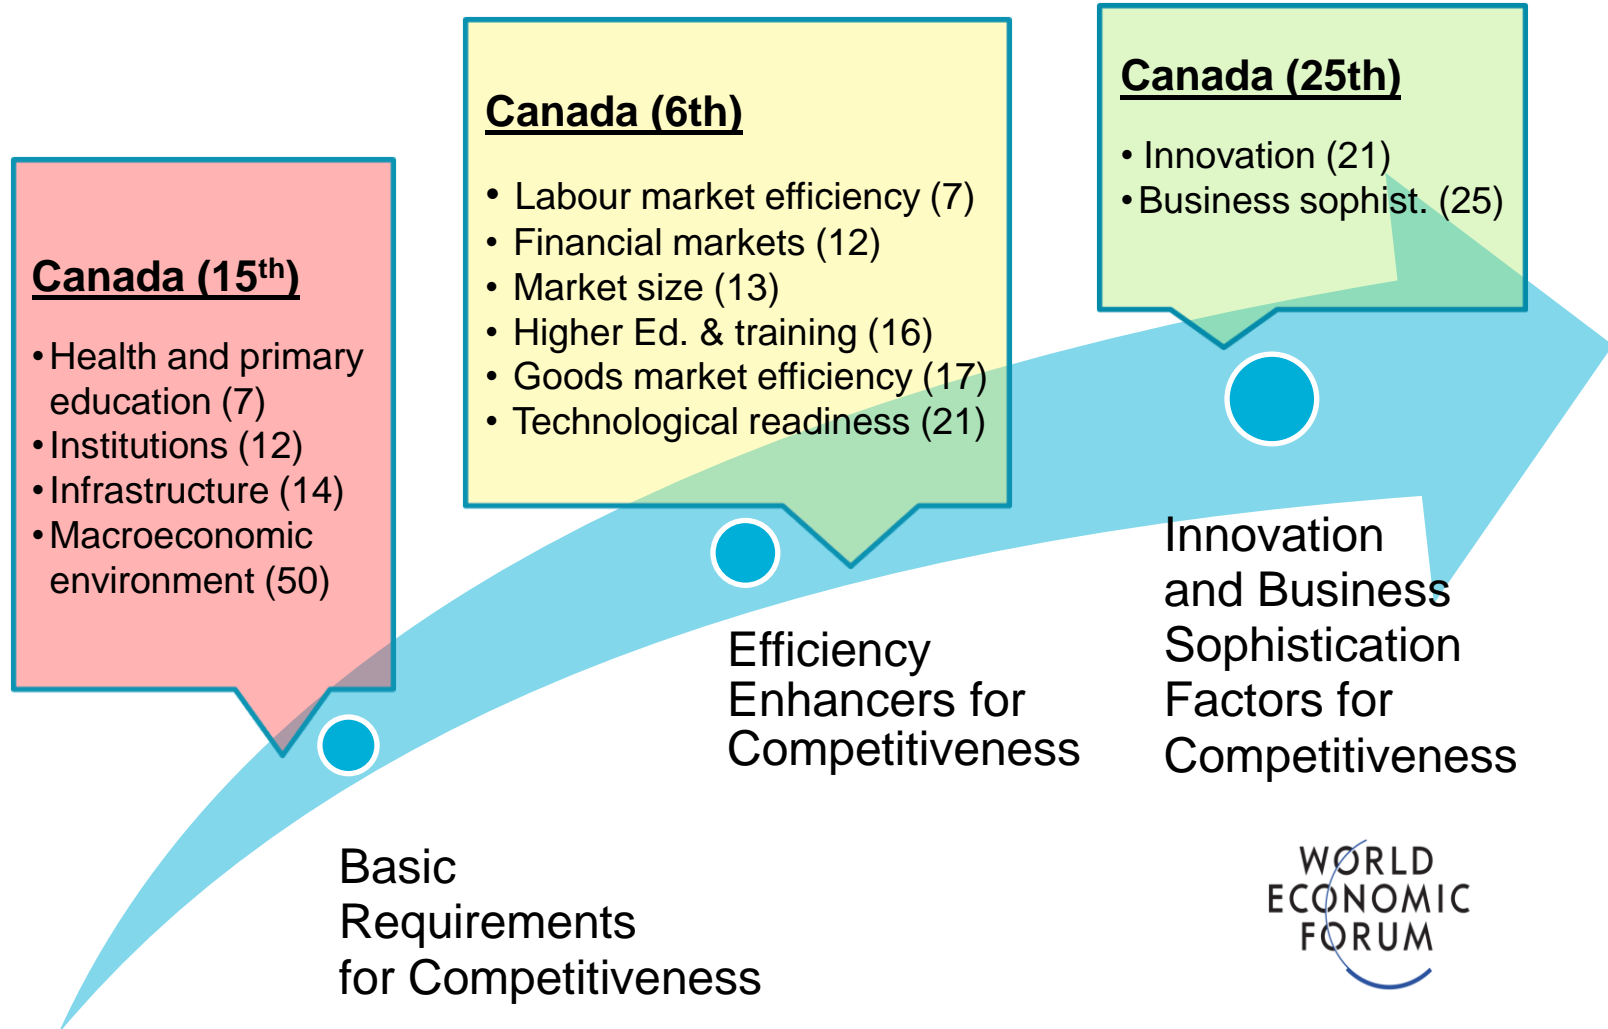 Canada (15th)
• Health and primary
education (7)
• Institutions (12)
• Infrastructure (14)
• Macroeconomic
environment (50)
Canada (6th)
• Labour market efficiency (7)
• Financial markets (12)
• Market size (13)
• Higher Ed. & training (16)
• Goods market efficiency (17)
• Technological readiness (21)
Canada (25th)
• Innovation (21)
• Business sophist. (25)
Basic
Requirements
for Competitiveness
Efficiency
Enhancers for
Competitiveness
Innovation
and Business
Sophistication
Factors for
Competitiveness
WORLD
ECONOMIC
FORUM